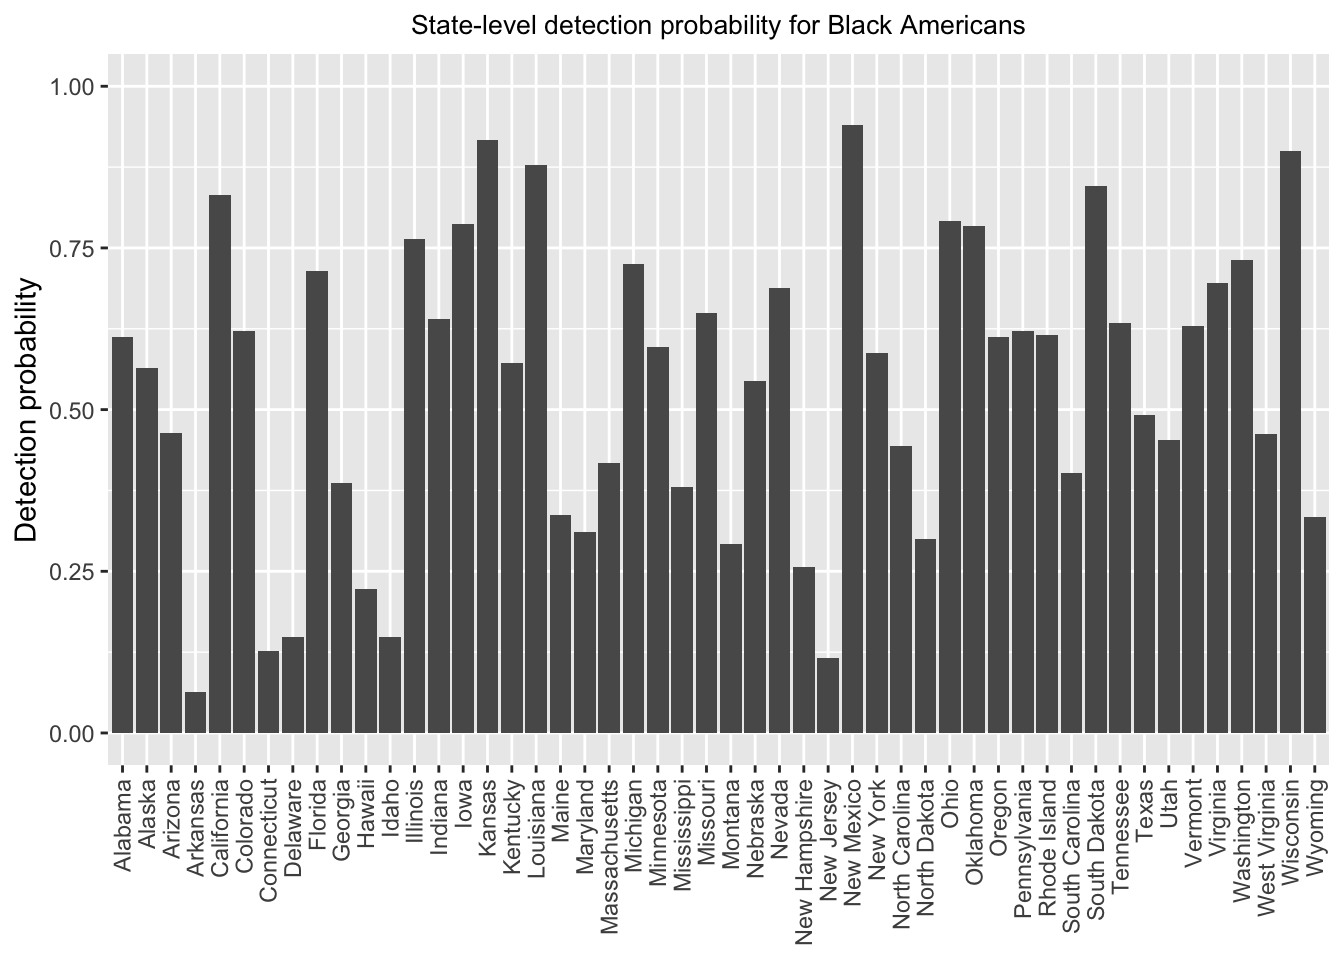 State-level detection probability for Black Americans
Detection probability
1.00
0.75
0.50
0.25
0.00
Alabama
Alaska
Arizona
Arkansas
California
Colorado
Connecticut
Delaware
Florida
Georgia
Hawaii
Idaho
Illinois
Indiana
Iowa
Kansas
Kentucky
Louisiana
Maine
Maryland
Massachusetts
Michigan
Minnesota
Mississippi
Missouri
Montana
Nebraska
Nevada
New Hampshire
New Jersey
New Mexico
New York
North Carolina
North Dakota
Ohio
Oklahoma
Oregon
Pennsylvania
Rhode Island
South Carolina
South Dakota
Tennessee
Texas
Utah
Vermont
Virginia
Washington
West Virginia
Wisconsin
Wyoming